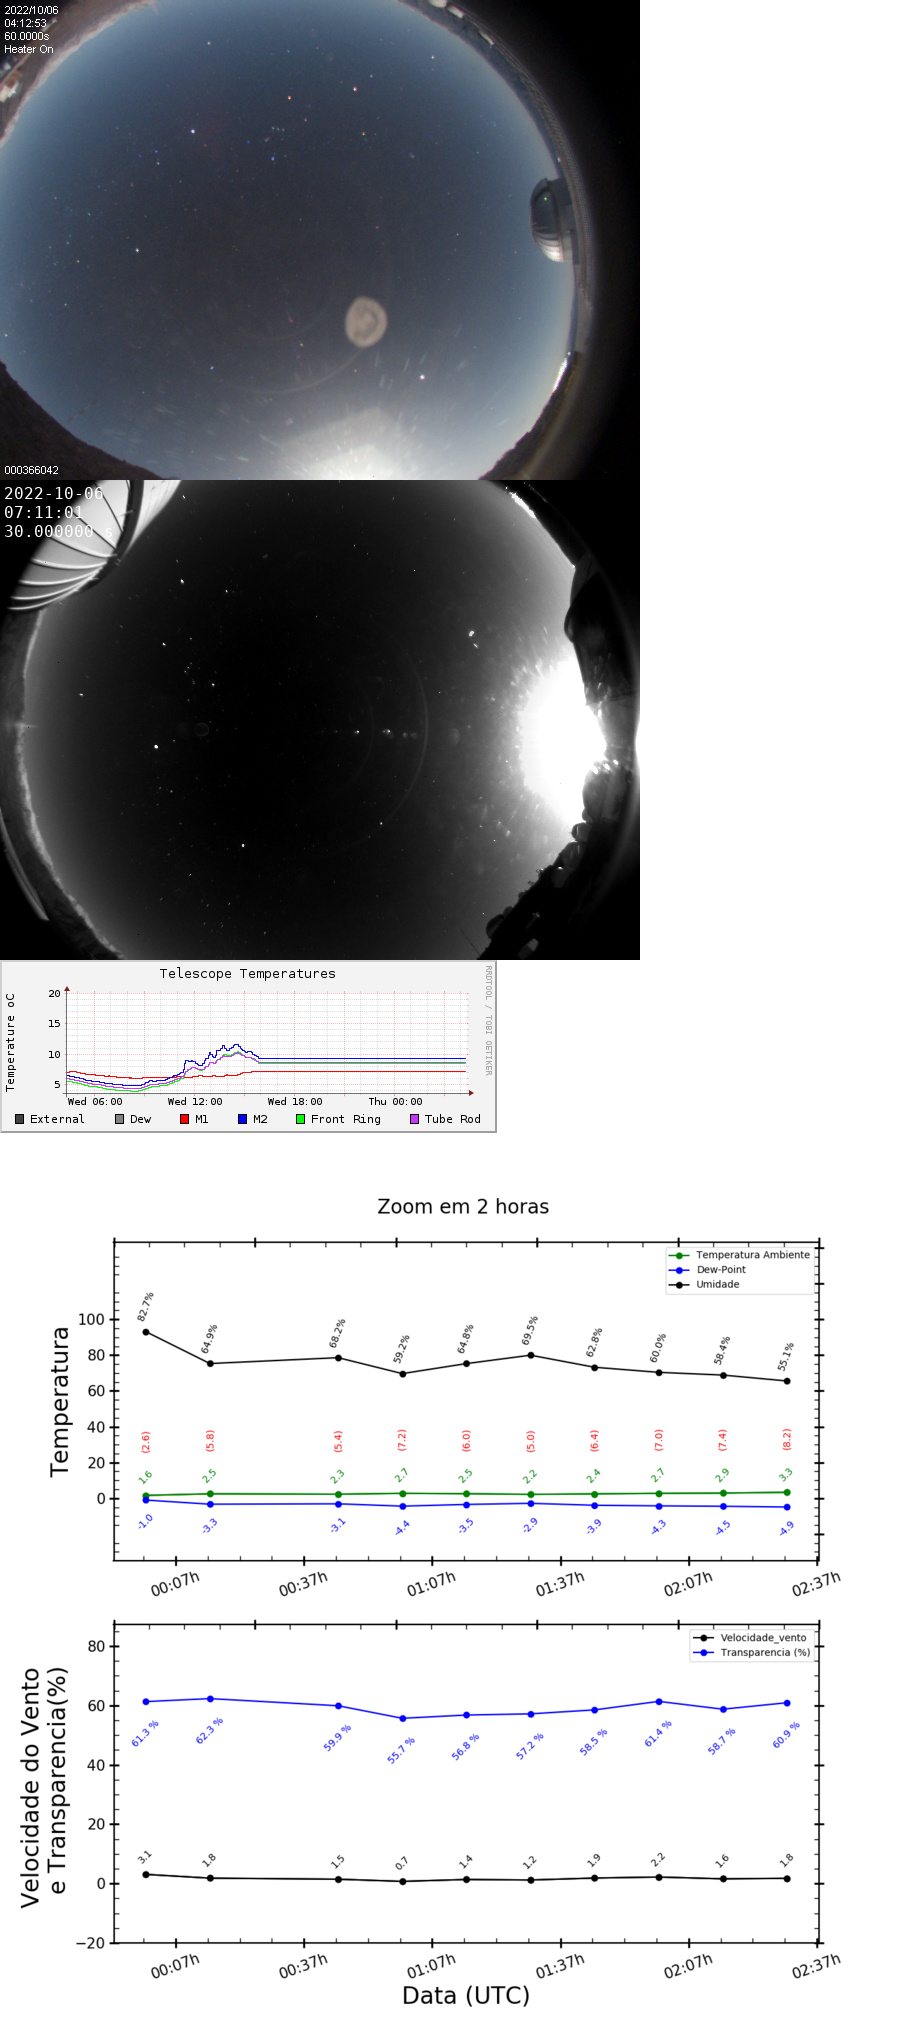 2022/10/06
04:12:53
60.0000s
Heater On
000366042
2022-10-06
07:11:01
30.000000 s
Telescope Temperatures
RRDTOOL / TOBI OETIKER
Temperature oC
20
15
10
5
Wed 06:00 Wed 12:00 Wed 18:00 Thu 00:00
External Dew M1 M2 Front Ring Tube Rod
Zoom em 2 horas
Temperatura
Temperatura Ambiente
Dew-Point
Umidade
100
80
60
40
20
0
82.7% 64.9% 68.2% 59.2% 64.8% 69.5% 62.8% 60.0% 58.4% 55.1%
(2.6) (5.8) (5.4) (7.2) (6.0) (5.0) (6.4) (7.0) (7.4) (8.2)
1.6 2.5 2.3 2.7 2.5 2.2 2.4 2.7 2.9 3.3
-1.0 -3.3 -3.1 -4.4 -3.5 -2.9 -3.9 -4.3 -4.5 -4.9
00:07h 00:37h 01:07h 01:37h 02:07h 02:37h
Velocidade do Vento
e Transparencia(%)
Velocidade_vento
Transparencia (%)
80
60
40
20
0
−20
61.3 % 62.3 % 59.9 % 55.7 % 56.8 % 57.2 % 58.5 % 61.4 % 58.7 % 60.9 %
3.1 1.8 1.5 0.7 1.4 1.2 1.9 2.2 1.6 1.8
00:07h 00:37h 01:07h 01:37h 02:07h 02:37h
Data (UTC)